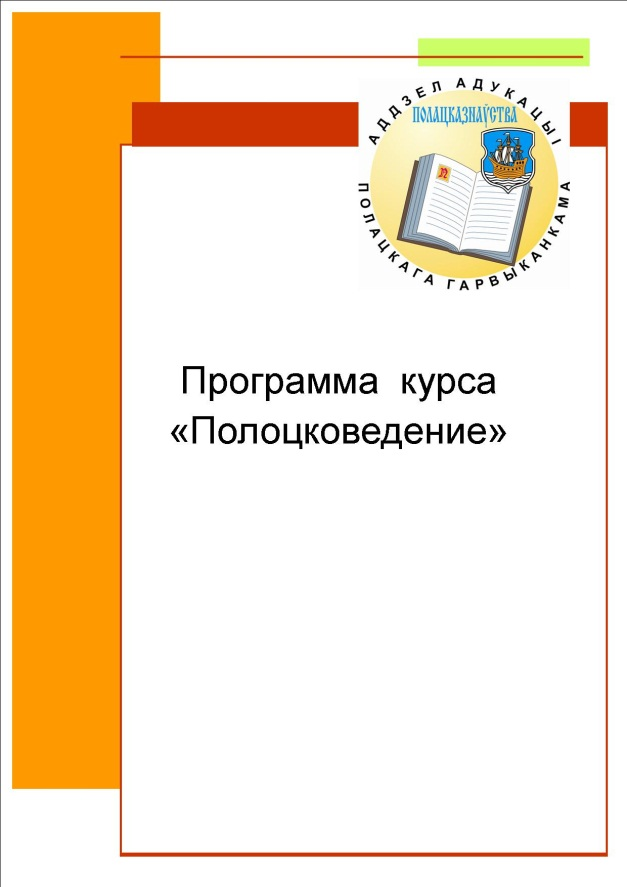 АДДЗЕЛ АДУКАЦЫІ
ПОЛАЦКАЗНАЎСТВА
П
ПОЛАЦКАГА ГАРВЫКАНКАМА
Программа курса
«Полоцковедение»